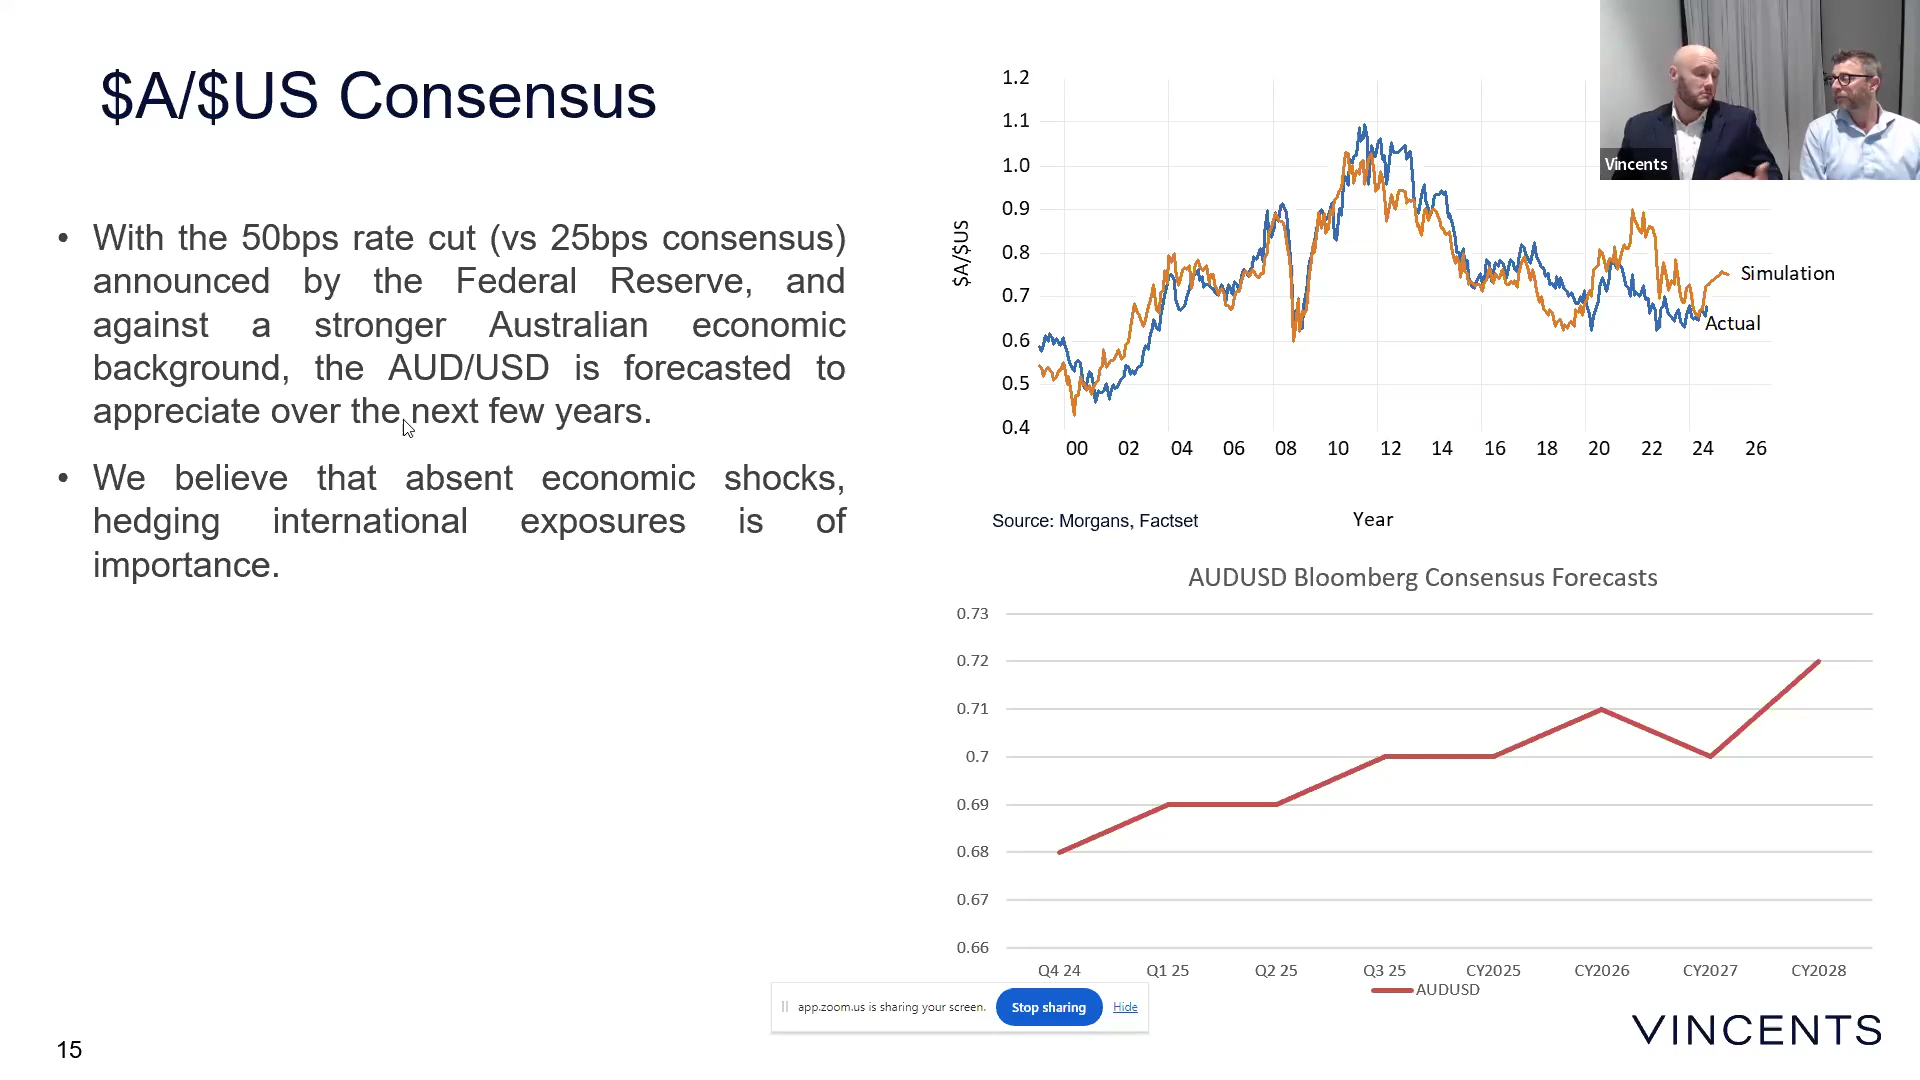 $A/$US Consensus
• With the 50bps rate cut (vs 25bps consensus)
announced by the Federal Reserve, and
against a stronger Australian economic
background, the AUD/USD is forecasted to
appreciate over the next few years.
• We believe that absent economic shocks,
hedging international exposures is of
importance.
1.2
1.1
1.0
0.9
0.8
0.7
0.6
0.5
0.4
$A/$US
Simulation
Actual
00 02 04 06 08 10 12 14 16 18 20 22 24 26
Source: Morgans, Factset
Year
Vincents
AUDUSD Bloomberg Consensus Forecasts
0.73
0.72
0.71
0.7
0.69
0.68
0.67
0.66
Q4 24 Q1 25 Q2 25 Q3 25 CY2025 CY2026 CY2027 CY2028
AUDUSD
app.zoom.us is sharing your screen. Stop sharing Hide
VINCENTS
15